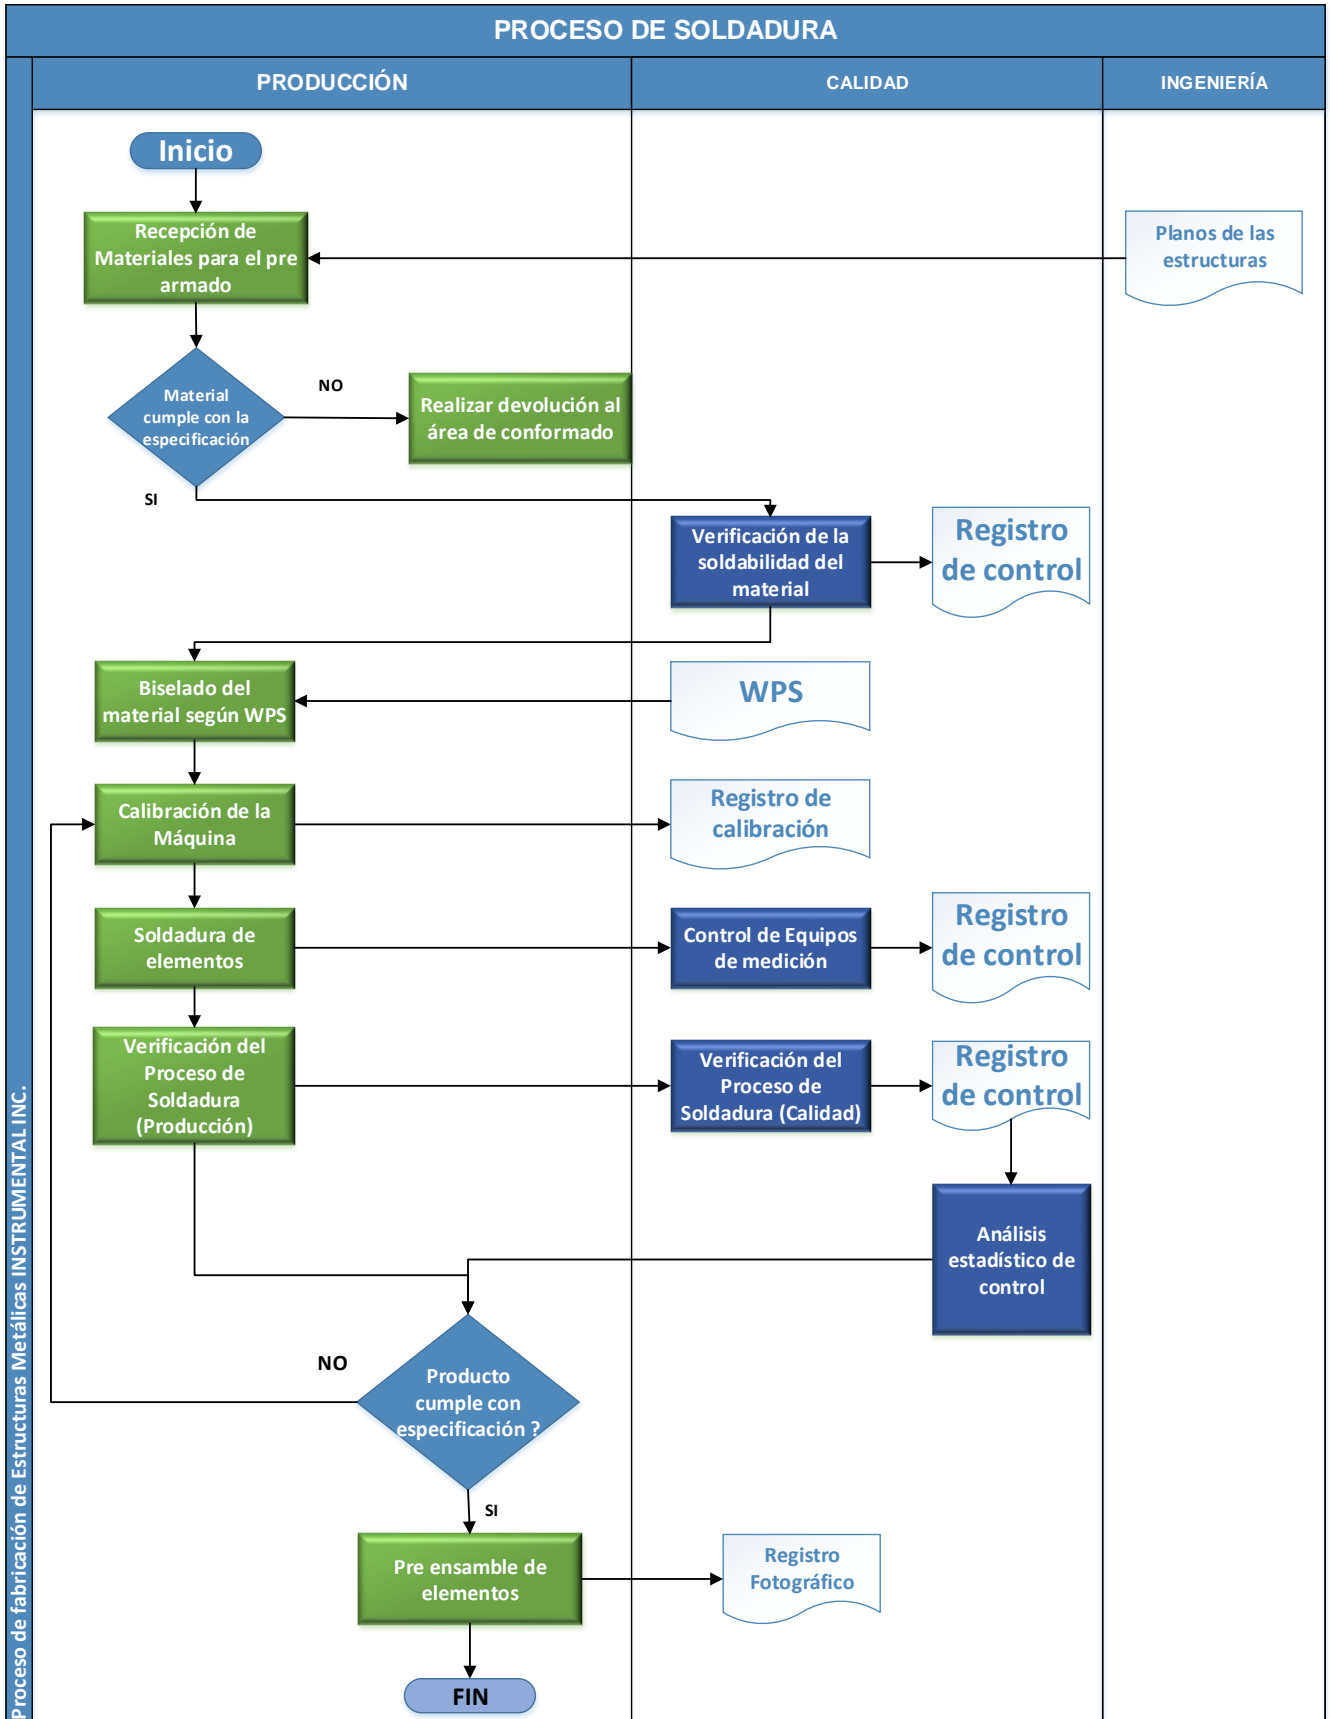 PROCESO DE SOLDADURA
PRODUCCIÓN
CALIDAD
INGENIERÍA
Inicio
Recepción de
Materiales para el pre
armado
Planos de las
estructuras
Material
cumple con la
especificación
NO
Realizar devolución al
área de conformado
SI
Verificación de la
soldabilidad del
material
Registro
de control
Biselado del
material según WPS
WPS
Calibración de la
Máquina
Registro de
calibración
Soldadura de
elementos
Control de Equipos
de medición
Registro
de control
Verificación del
Proceso de
Soldadura
(Producción)
Verificación del
Proceso de
Soldadura (Calidad)
Registro
de control
Análisis
estadístico de
control
NO
Producto
cumple con
especificación ?
SI
Pre ensamble de
elementos
Registro
Fotográfico
FIN
Proceso de fabricación de Estructuras Metálicas INSTRUMENTAL INC.